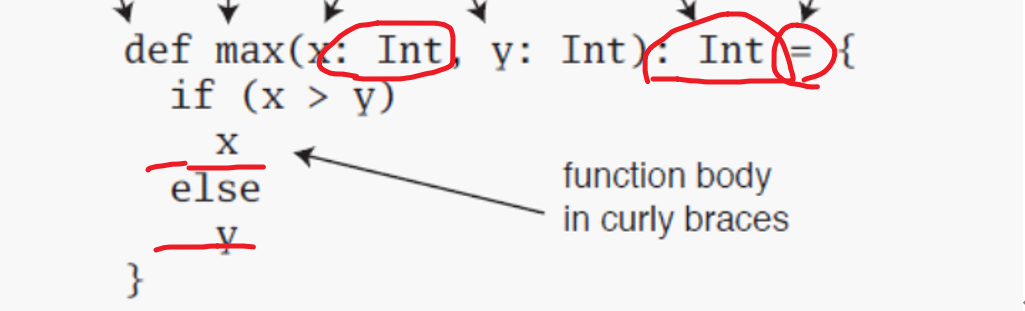 def max(x: Int, y: Int): Int = {
if (x > y)
x
function body
else
in curly braces
y
}